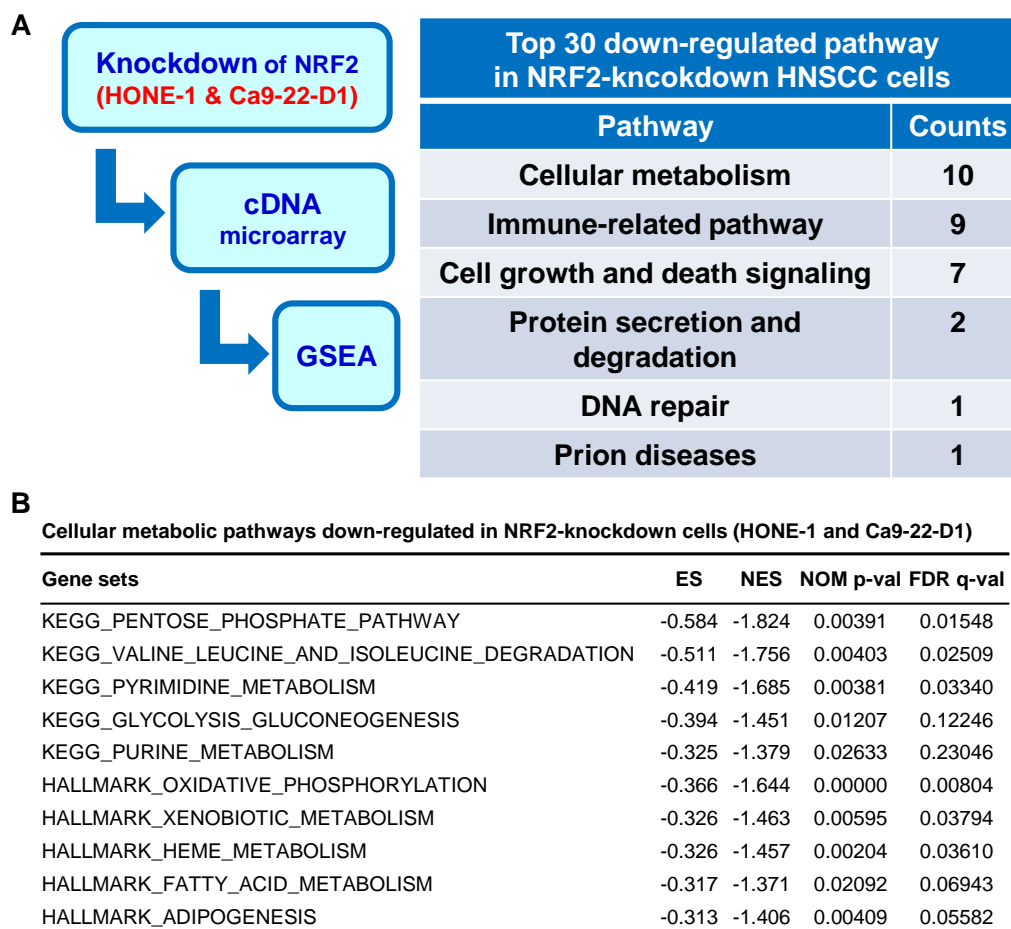 A
Knockdown of NRF2
(HONE-1 & Ca9-22-D1)
cDNA
microarray
GSEA
Top 30 down-regulated pathway
in NRF2-kncokdown HNSCC cells
Pathway Counts
Cellular metabolism 10
Immune-related pathway 9
Cell growth and death signaling 7
Protein secretion and 2
degradation
DNA repair 1
Prion diseases 1
B
Cellular metabolic pathways down-regulated in NRF2-knockdown cells (HONE-1 and Ca9-22-D1)
Gene sets ES NES NOM p-val FDR q-val
KEGG_PENTOSE_PHOSPHATE_PATHWAY -0.584 -1.824 0.00391 0.01548
KEGG_VALINE_LEUCINE_AND_ISOLEUCINE_DEGRADATION -0.511 -1.756 0.00403 0.02509
KEGG_PYRIMIDINE_METABOLISM -0.419 -1.685 0.00381 0.03340
KEGG_GLYCOLYSIS_GLUCONEOGENESIS -0.394 -1.451 0.01207 0.12246
KEGG_PURINE_METABOLISM -0.325 -1.379 0.02633 0.23046
HALLMARK_OXIDATIVE_PHOSPHORYLATION -0.366 -1.644 0.00000 0.00804
HALLMARK_XENOBIOTIC_METABOLISM -0.326 -1.463 0.00595 0.03794
HALLMARK_HEME_METABOLISM -0.326 -1.457 0.00204 0.03610
HALLMARK_FATTY_ACID_METABOLISM -0.317 -1.371 0.02092 0.06943
HALLMARK_ADIPOGENESIS -0.313 -1.406 0.00409 0.05582